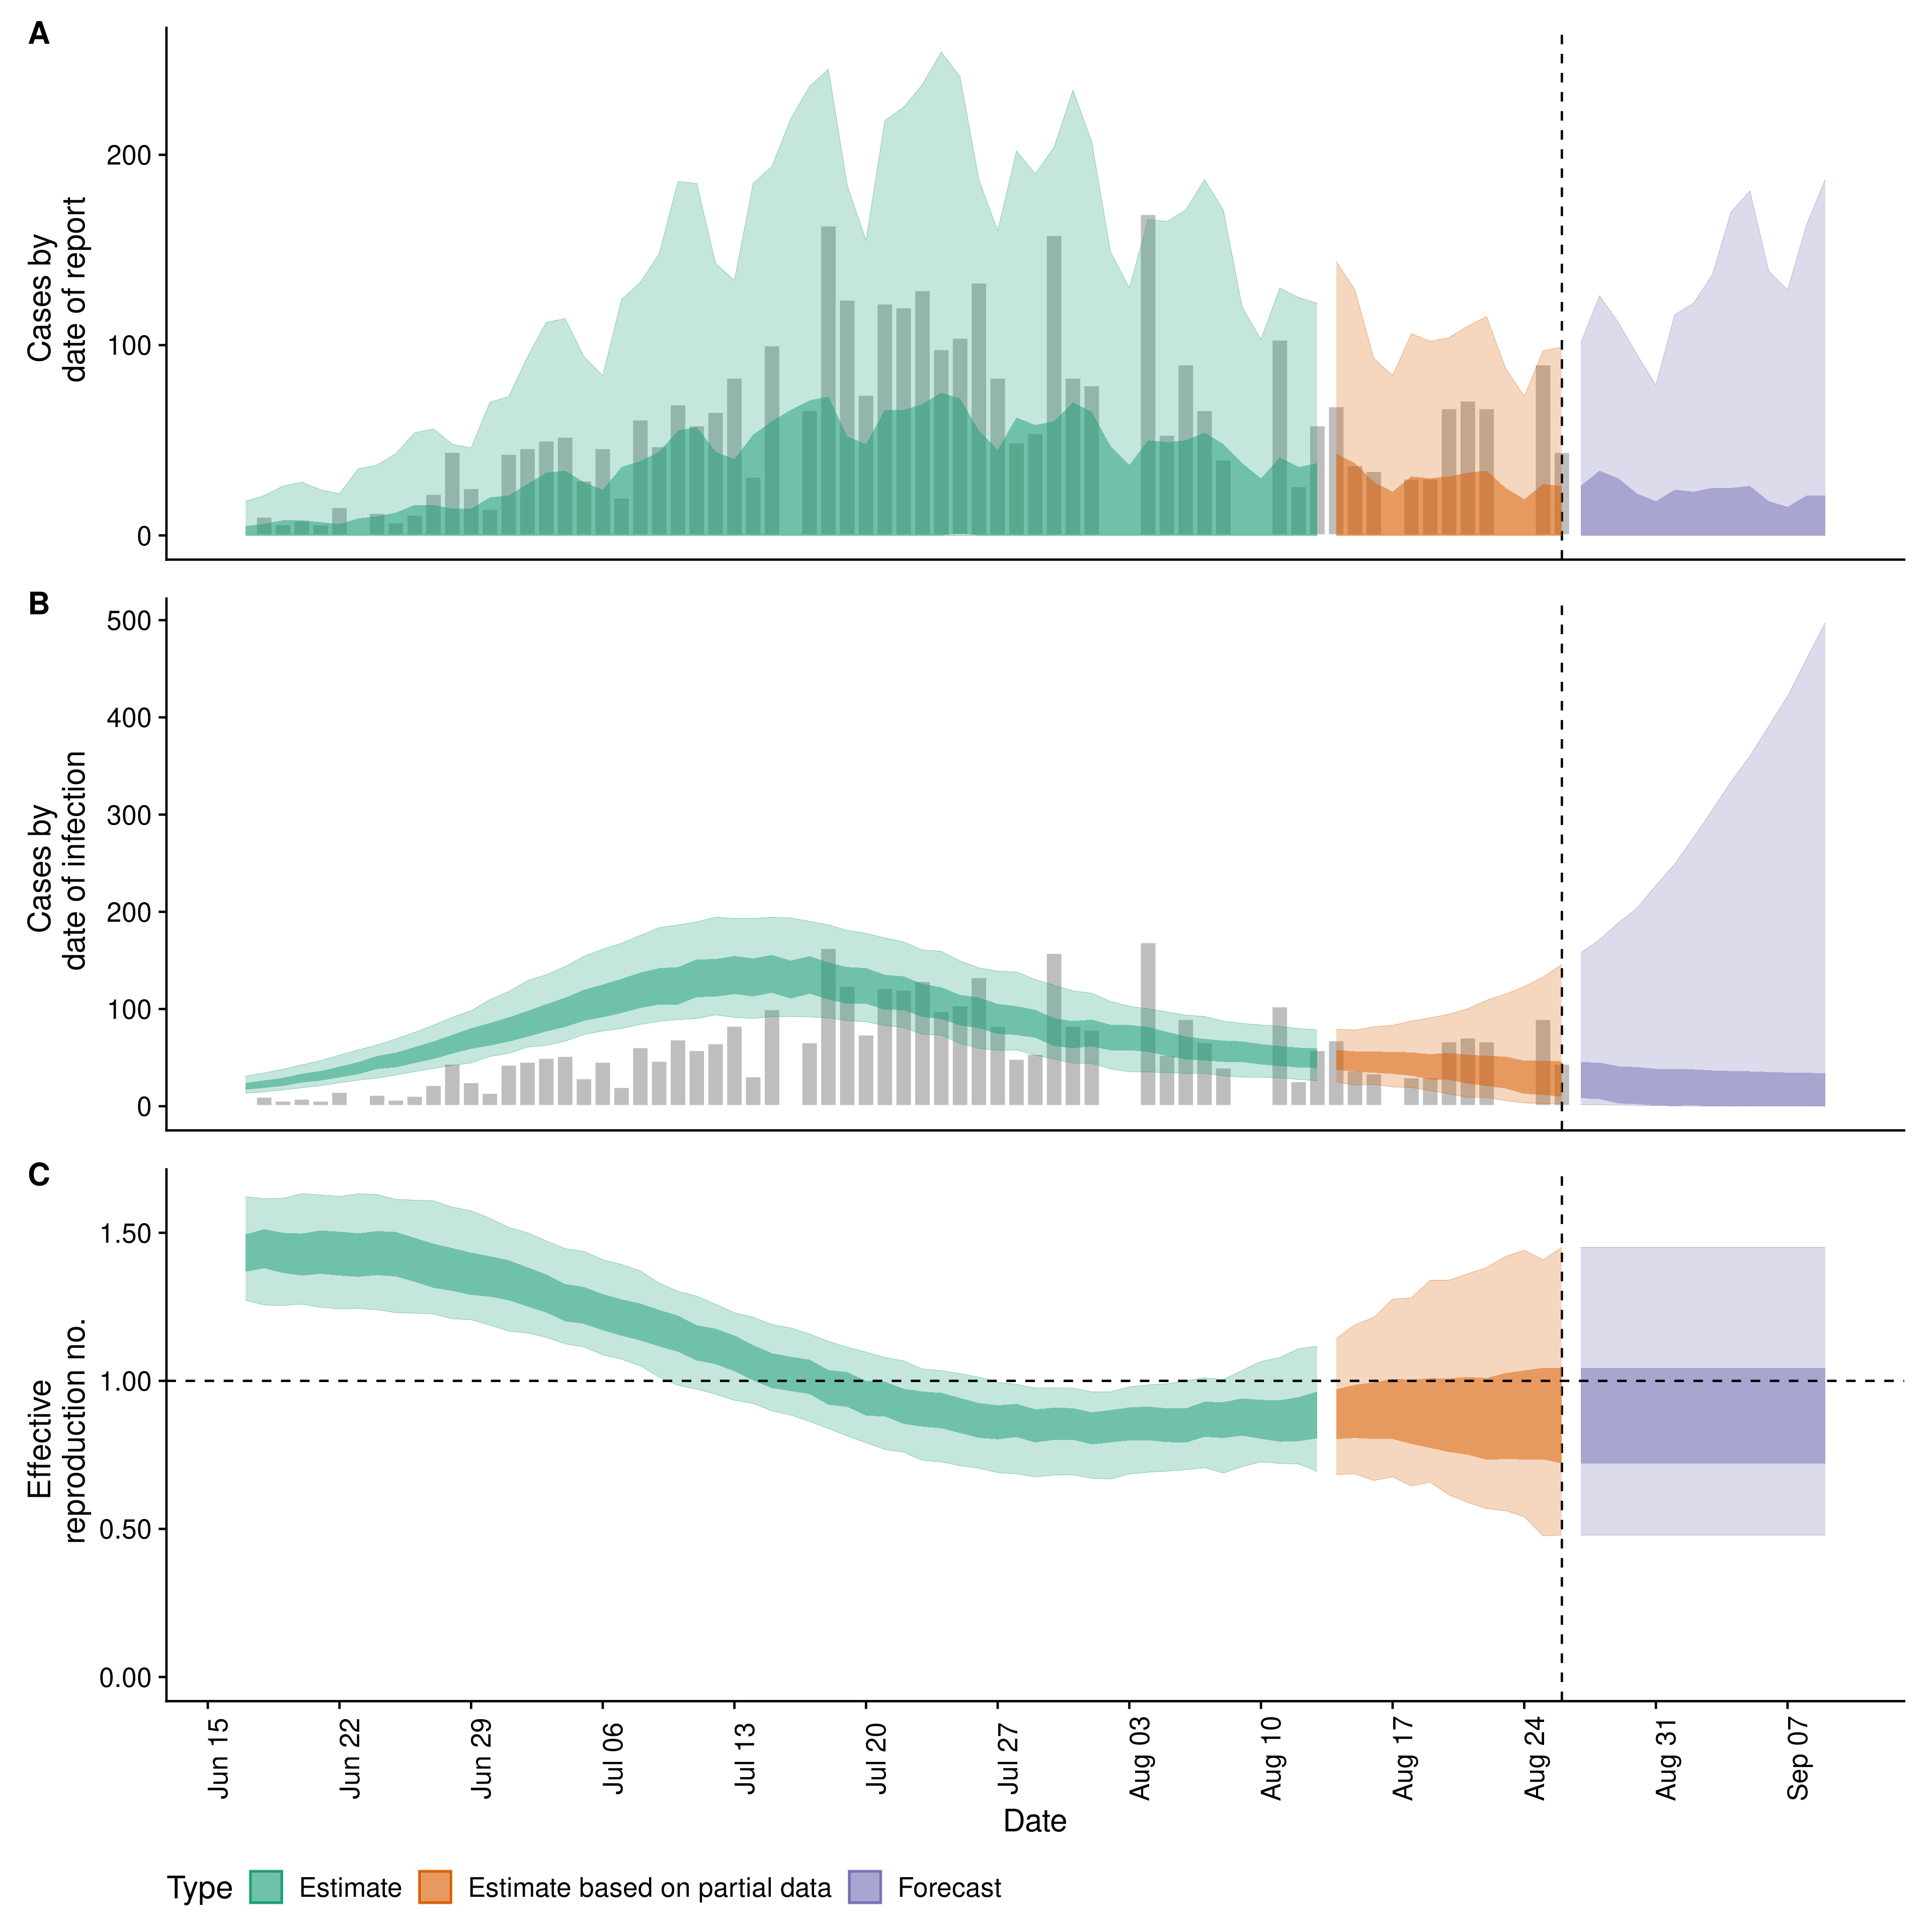 A
Cases by
date of report
200
100
0
B
Cases by
date of infection
500
400
300
200
100
0
C
Effective
reproduction no.
1.50
1.00
0.50
0.00
Jun 15
Jun 22
Jun 29
Jul 06
Jul 13
Jul 20
Jul 27
Aug 03
Aug 10
Aug 17
Aug 24
Aug 31
Sep 07
Date
Type
Estimate
Estimate based on partial data
Forecast